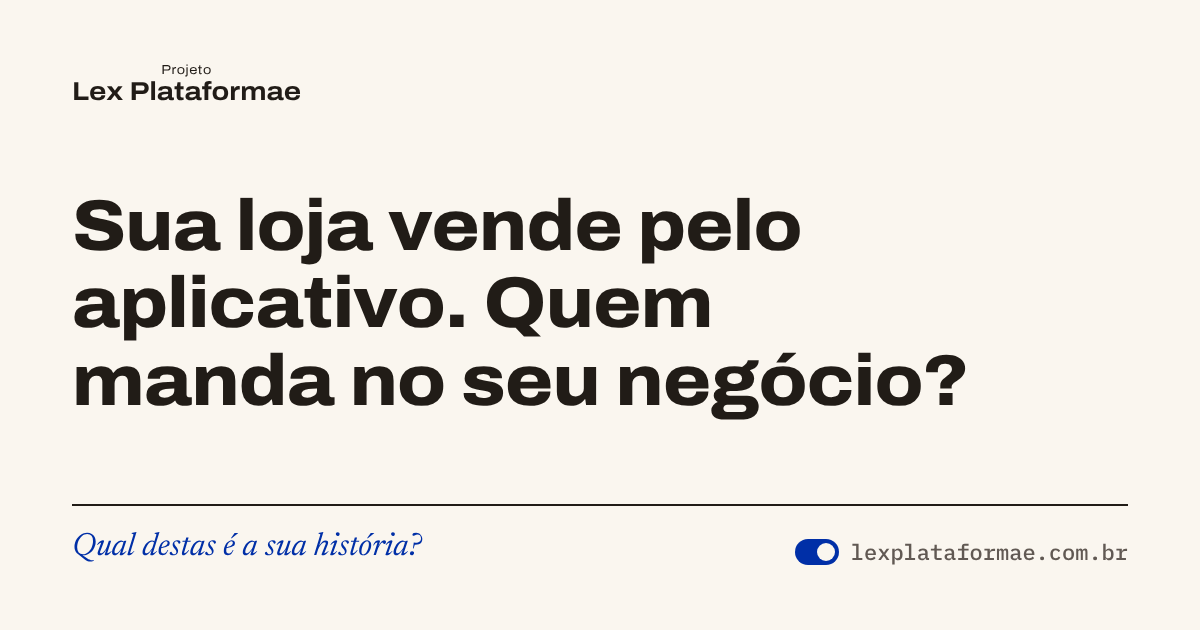 Projeto
Lex Plataformae
Sua loja vende pelo
aplicativo. Quem
manda no seu negócio?
Qual destas é a sua história?
lexplataformae.com.br